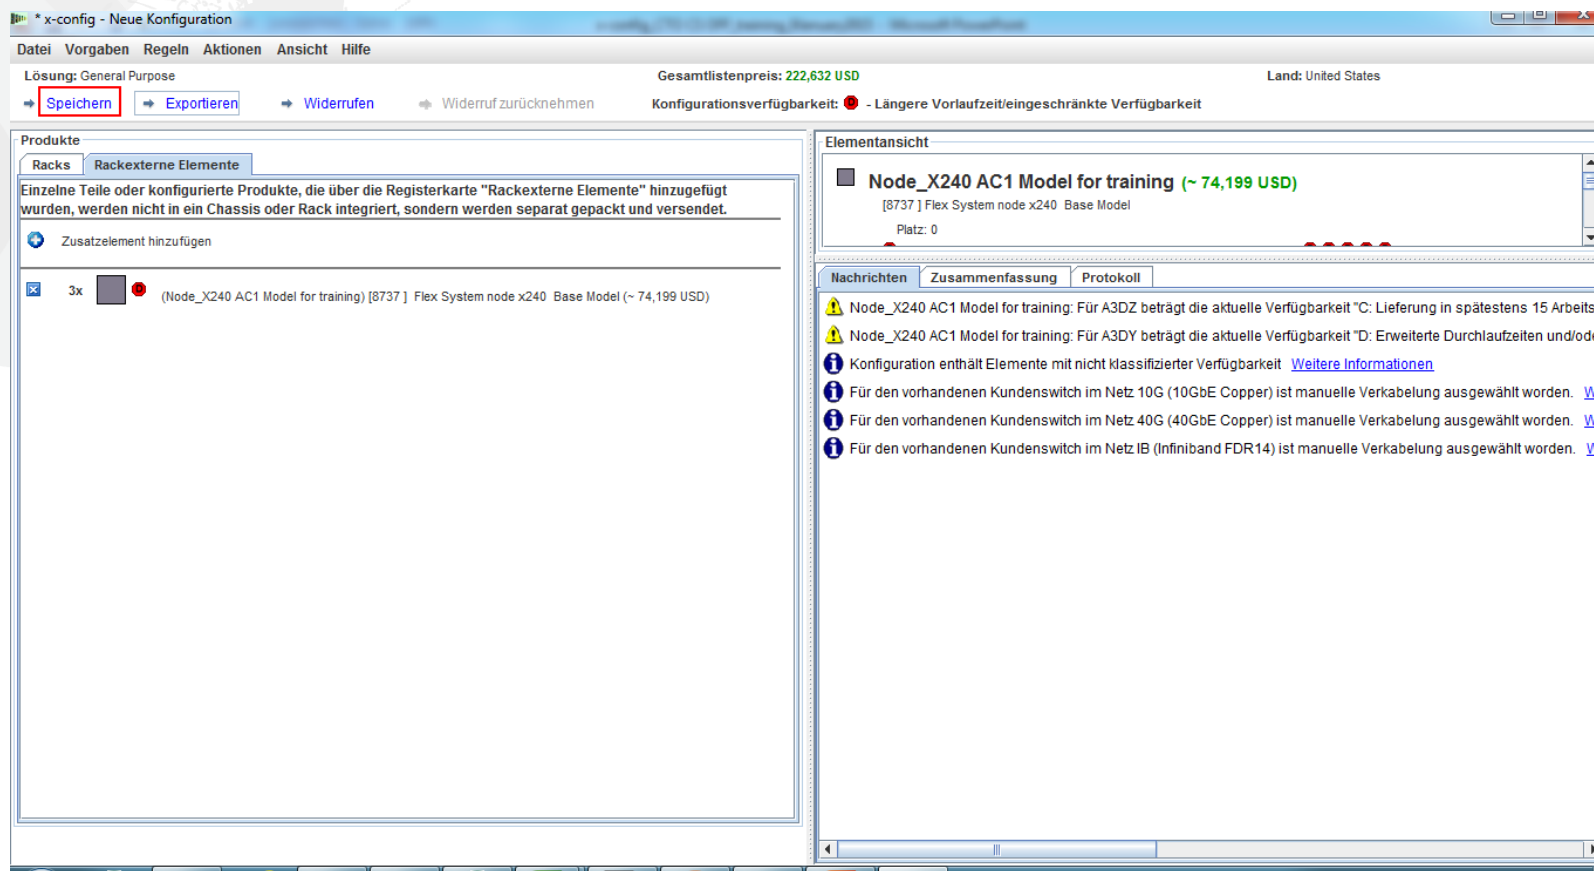 * x-config - Neue Konfiguration
Datei Vorgaben Regeln Aktionen Ansicht Hilfe
Lösung: General Purpose
Gesamtlistenpreis: 222,632 USD
Land: United States
Speichern
Exportieren
Widerrufen
Widerruf zurücknehmen
Konfigurationsverfügbarkeit: D - Längere Vorlaufzeit/eingeschränkte Verfügbarkeit
Produkte
Racks
Rackexterne Elemente
Einzelne Teile oder konfigurierte Produkte, die über die Registerkarte "Rackexterne Elemente" hinzugefügt
wurden, werden nicht in ein Chassis oder Rack integriert, sondern werden separat gepackt und versendet.
Zusatzelement hinzufügen
3x D (Node_X240 AC1 Model for training) [8737 ] Flex System node x240 Base Model (~ 74,199 USD)
Elementansicht
Node_X240 AC1 Model for training (~ 74,199 USD)
[8737 ] Flex System node x240 Base Model
Platz: 0
Nachrichten
Zusammenfassung
Protokoll
Node_X240 AC1 Model for training: Für A3DZ beträgt die aktuelle Verfügbarkeit "C: Lieferung in spätestens 15 Arbeits
Node_X240 AC1 Model for training: Für A3DY beträgt die aktuelle Verfügbarkeit "D: Erweiterte Durchlaufzeiten und/ode
Konfiguration enthält Elemente mit nicht klassifizierter Verfügbarkeit Weitere Informationen
Für den vorhandenen Kundenswitch im Netz 10G (10GbE Copper) ist manuelle Verkabelung ausgewählt worden. W
Für den vorhandenen Kundenswitch im Netz 40G (40GbE Copper) ist manuelle Verkabelung ausgewählt worden. W
Für den vorhandenen Kundenswitch im Netz IB (Infiniband FDR14) ist manuelle Verkabelung ausgewählt worden. W